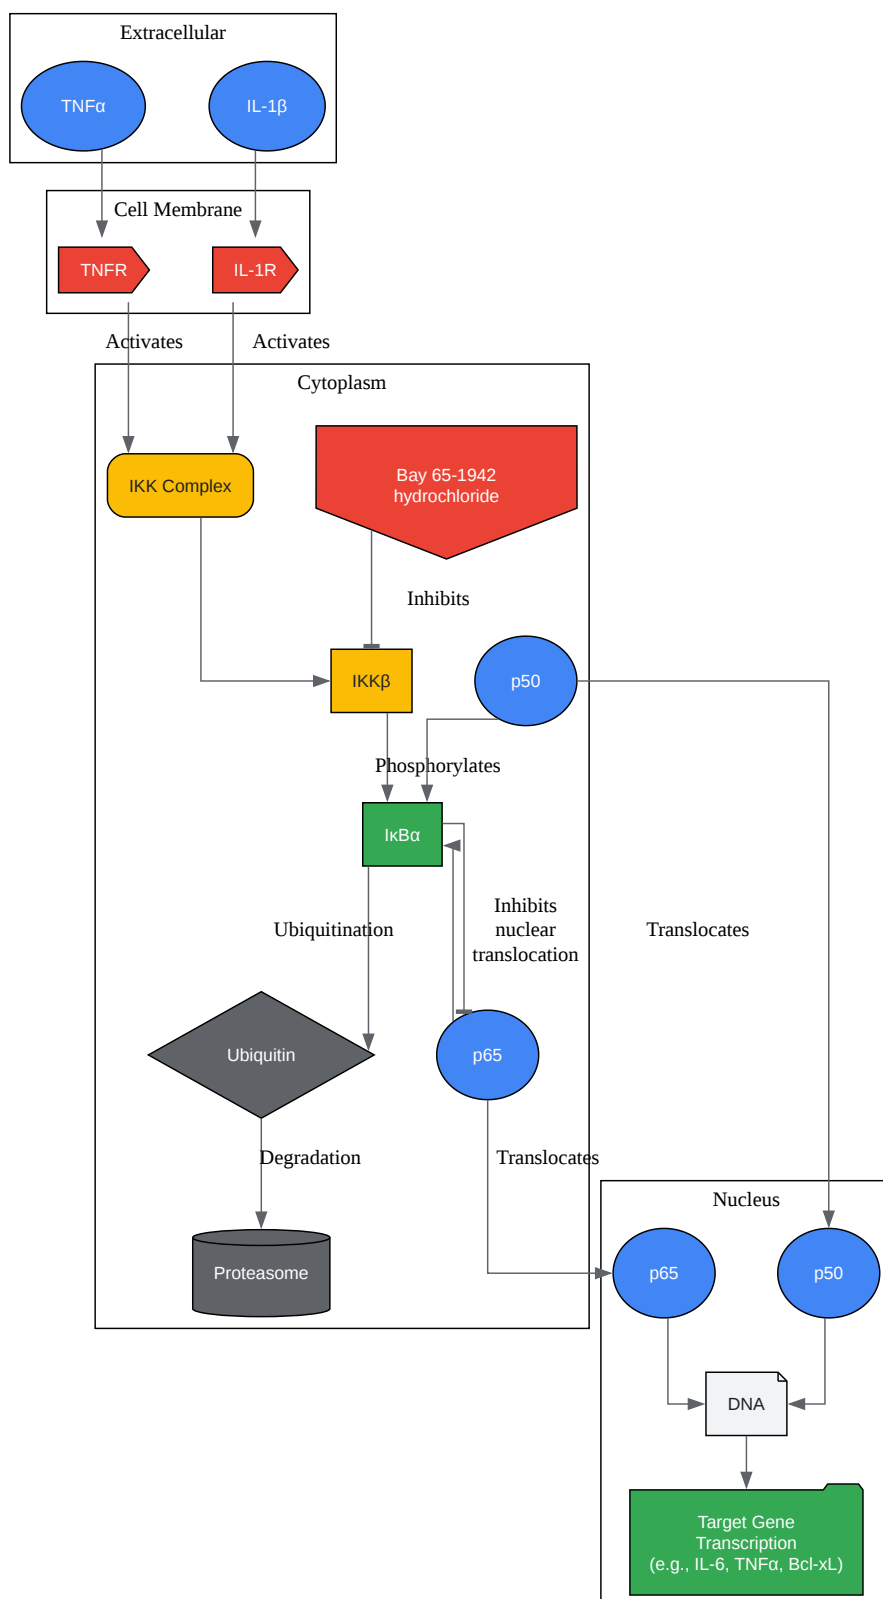 Extracellular
TNFα
IL-1β
Cell Membrane
TNFR
IL-1R
Activates
Activates
Cytoplasm
IKK Complex
Bay 65-1942
hydrochloride
Inhibits
IKKβ
p50
Phosphorylates
IκBα
Ubiquitination
Inhibits
nuclear
translocation
Translocates
Ubiquitin
p65
Degradation
Translocates
Nucleus
Proteasome
p65
p50
DNA
Target Gene
Transcription
(e.g., IL-6, TNFα, Bcl-xL)